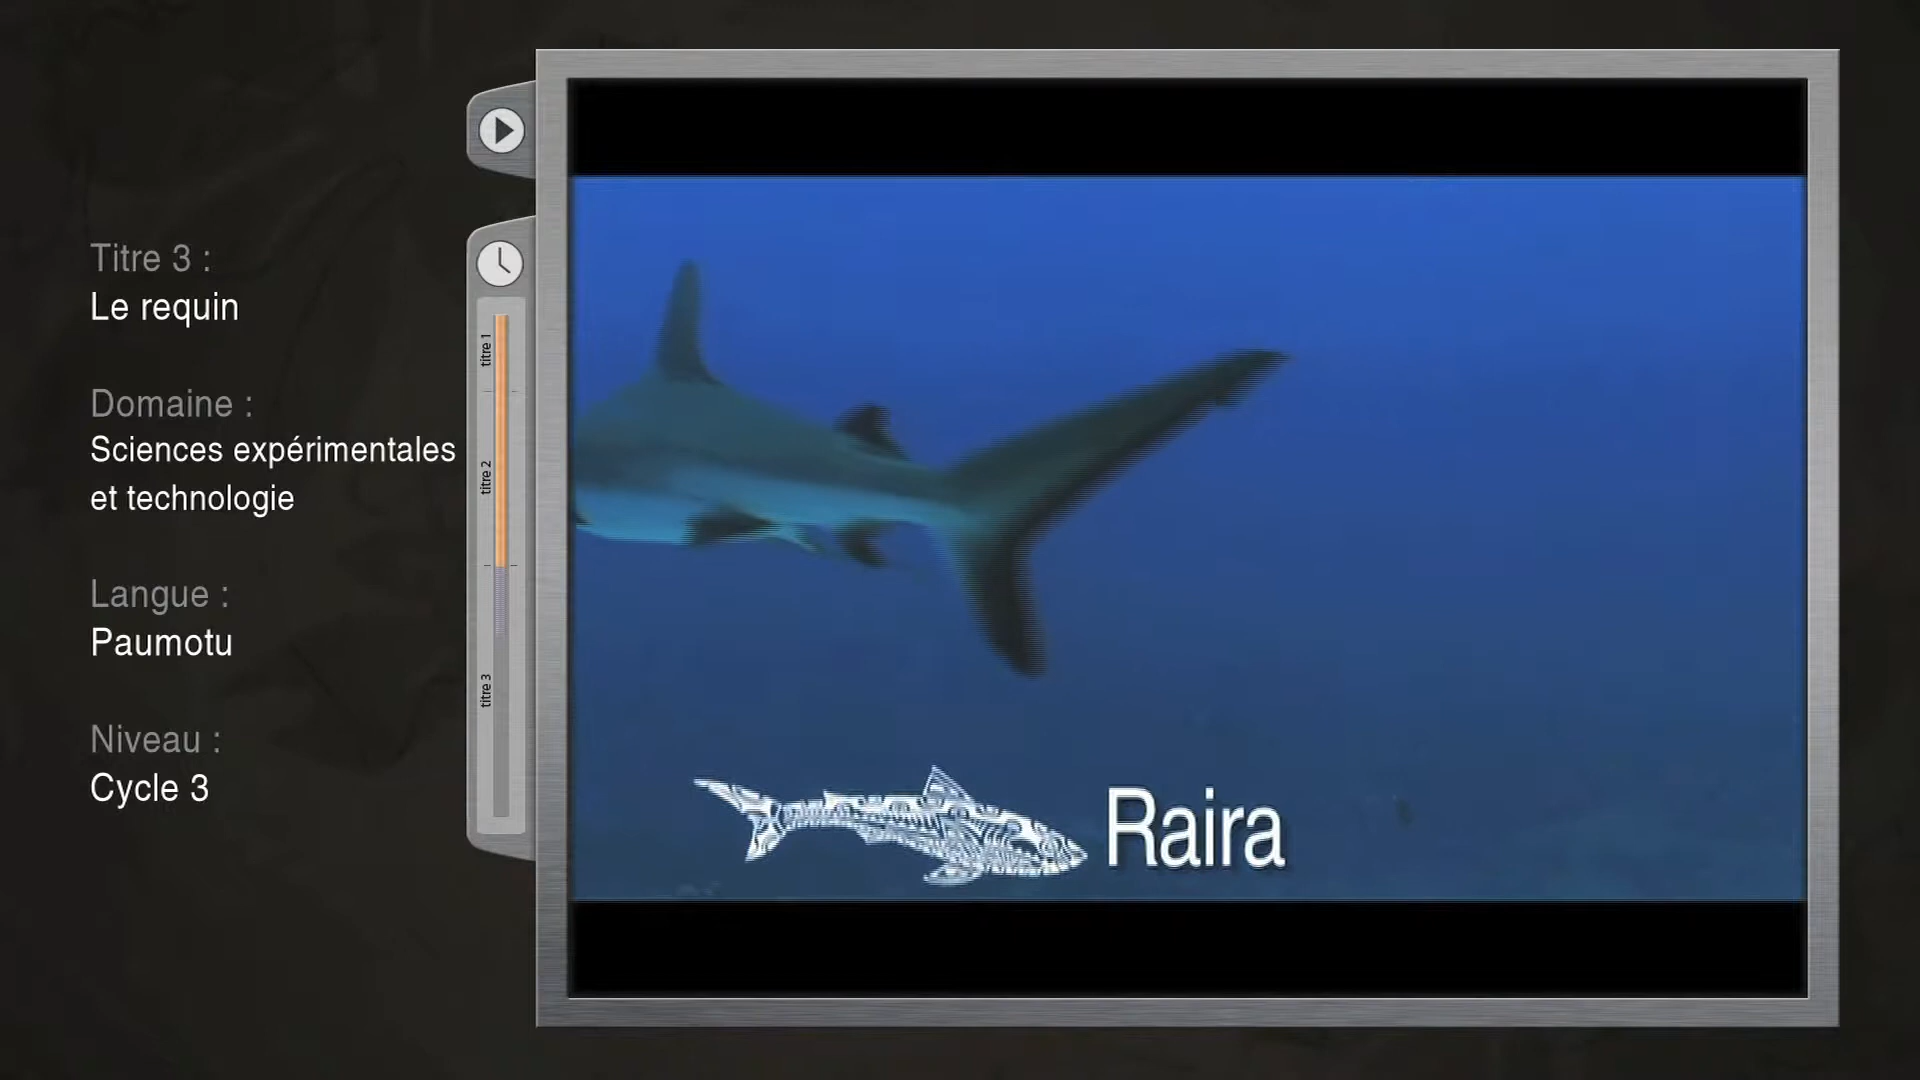 Titre 3 :
Le requin
Domaine :
Sciences expérimentales
et technologie
Langue :
Paumotu
Niveau :
Cycle 3
titre 1
titre 2
titre 3
Raira